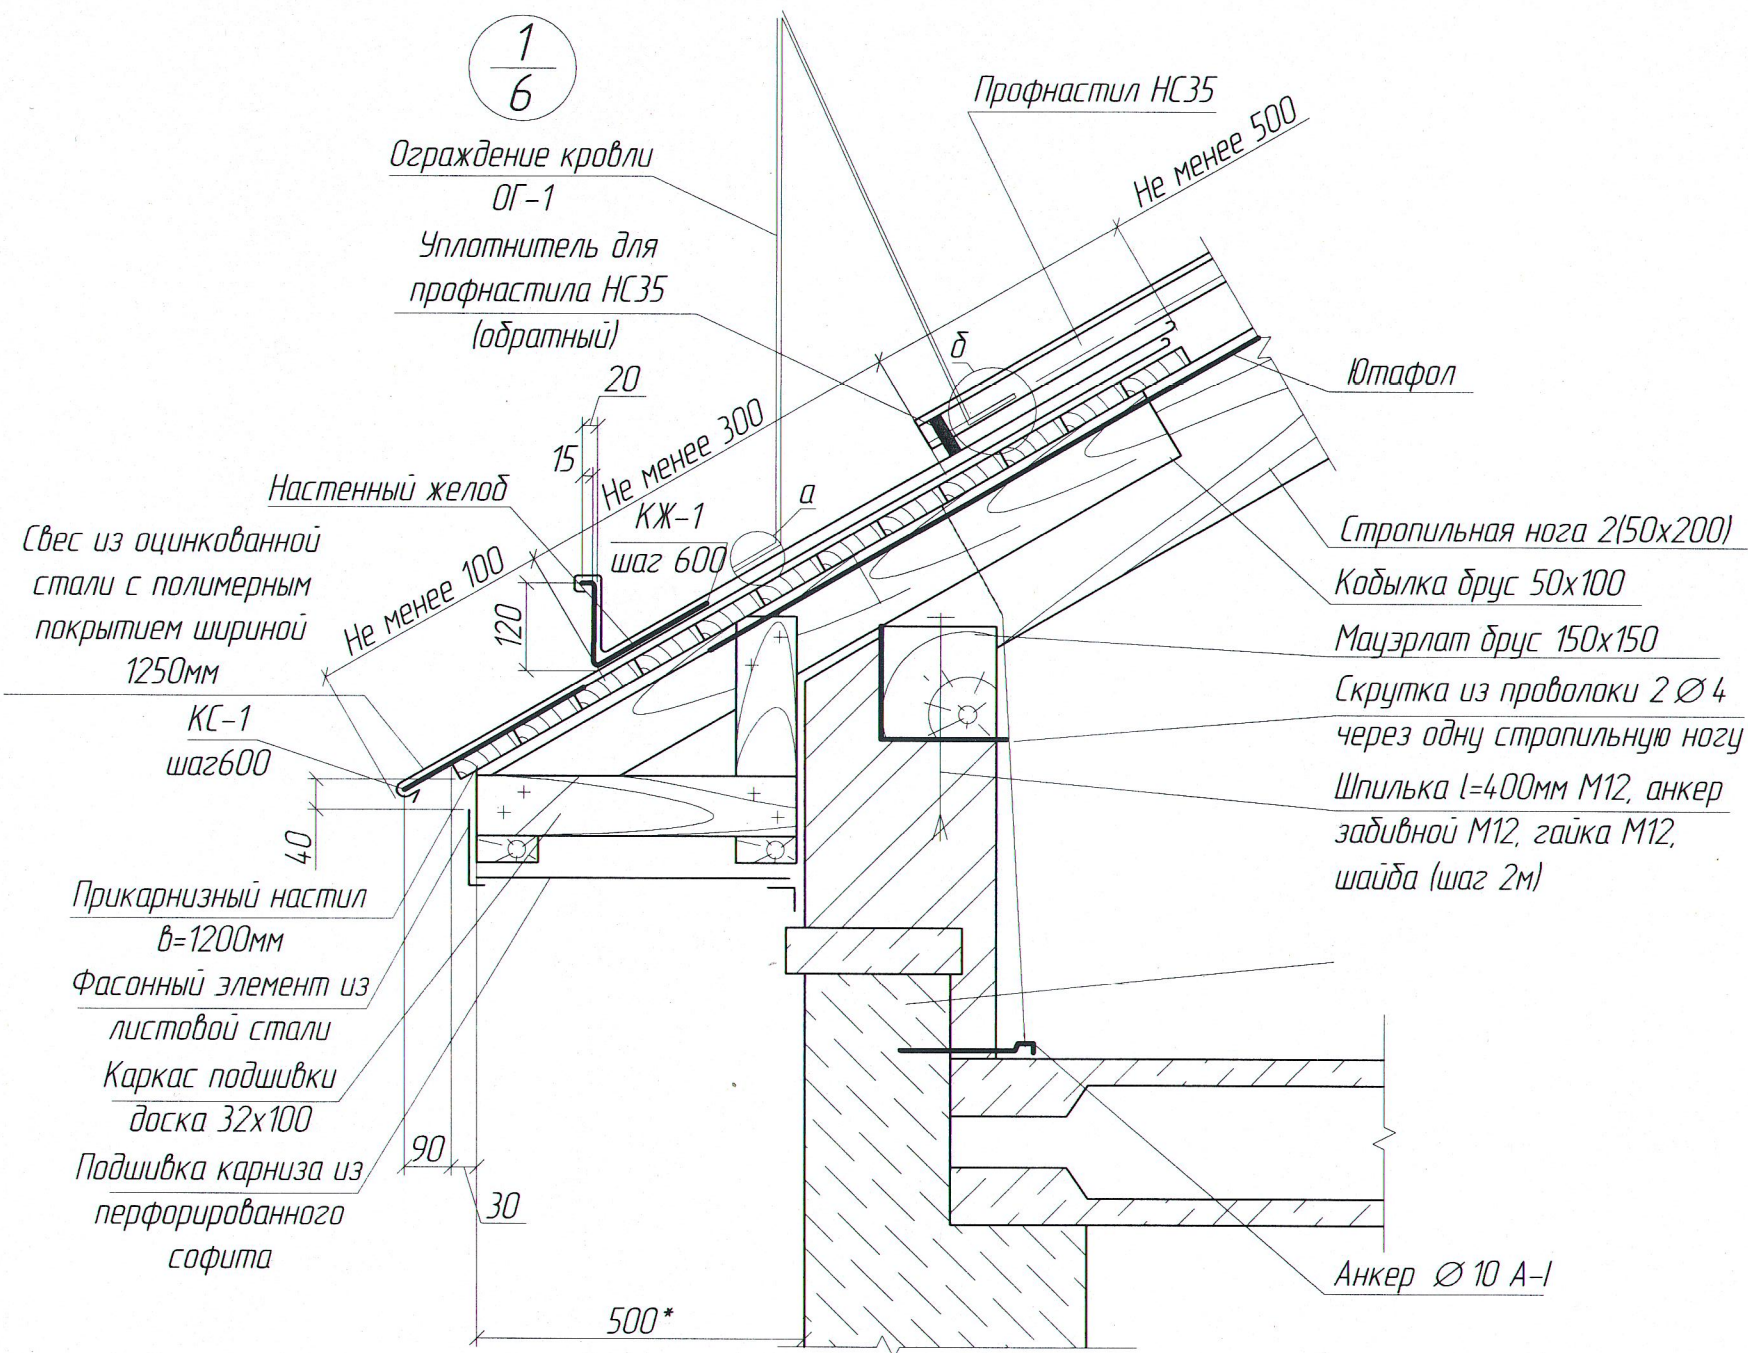 1
6
Ограждение кровли
ОГ-1
Уплотнитель для
профнастила НС35
(обратный)
Профнастил НС35
Не менее 500
Не менее 300
Не менее 100
20
15
120
Настенный желоб
КЖ-1
шаг 600
а
б
Свес из оцинкованной
стали с полимерным
покрытием шириной
1250мм
КС-1
шаг600
40
Прикарнизный настил
в=1200мм
Фасонный элемент из
листовой стали
Каркас подшивки
доска 32х100
Подшивка карниза из
перфорированного
софита
90
30
500*
Ютафол
Стропильная нога 2(50х200)
Кобылка брус 50х100
Мауэрлат брус 150х150
Скрутка из проволоки 2 Ø 4
через одну стропильную ногу
Шпилька l=400мм М12, анкер
забивной М12, гайка М12,
шайба (шаг 2м)
Анкер Ø 10 А-I